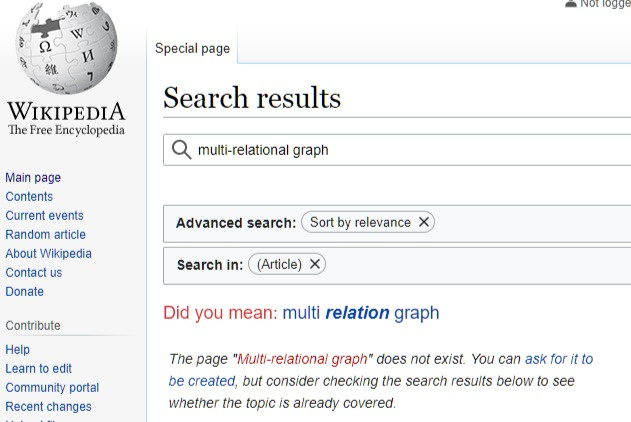 Not logge
Special page
WIKIPEDIA
The Free Encyclopedia
Search results
multi-relational graph
Advanced search: Sort by relevance ×
Search in: (Article) ×
Did you mean: multi relation graph
The page "Multi-relational graph" does not exist. You can ask for it to
be created, but consider checking the search results below to see
whether the topic is already covered.
Main page
Contents
Current events
Random article
About Wikipedia
Contact us
Donate
Contribute
Help
Learn to edit
Community portal
Recent changes